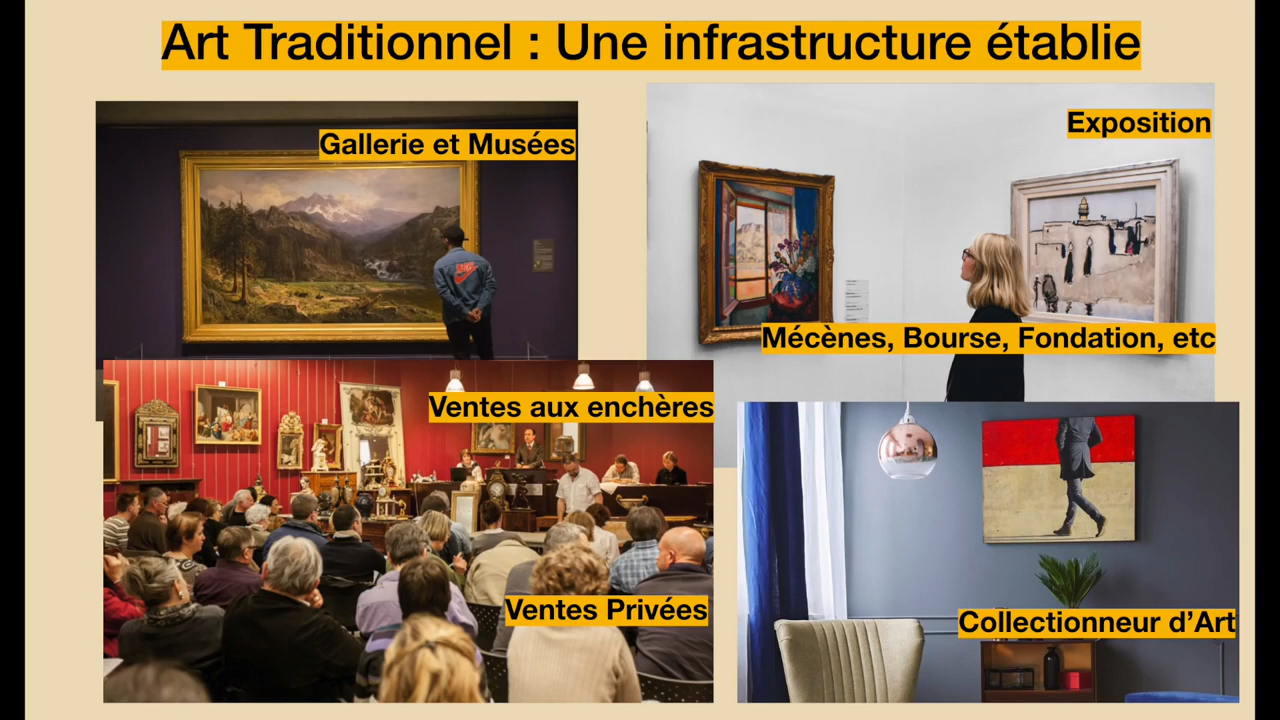 Art Traditionnel : Une infrastructure établie
Gallerie et Musées
Exposition
Mécènes, Bourse, Fondation, etc
Ventes aux enchères
Ventes Privées
Collectionneur d’Art